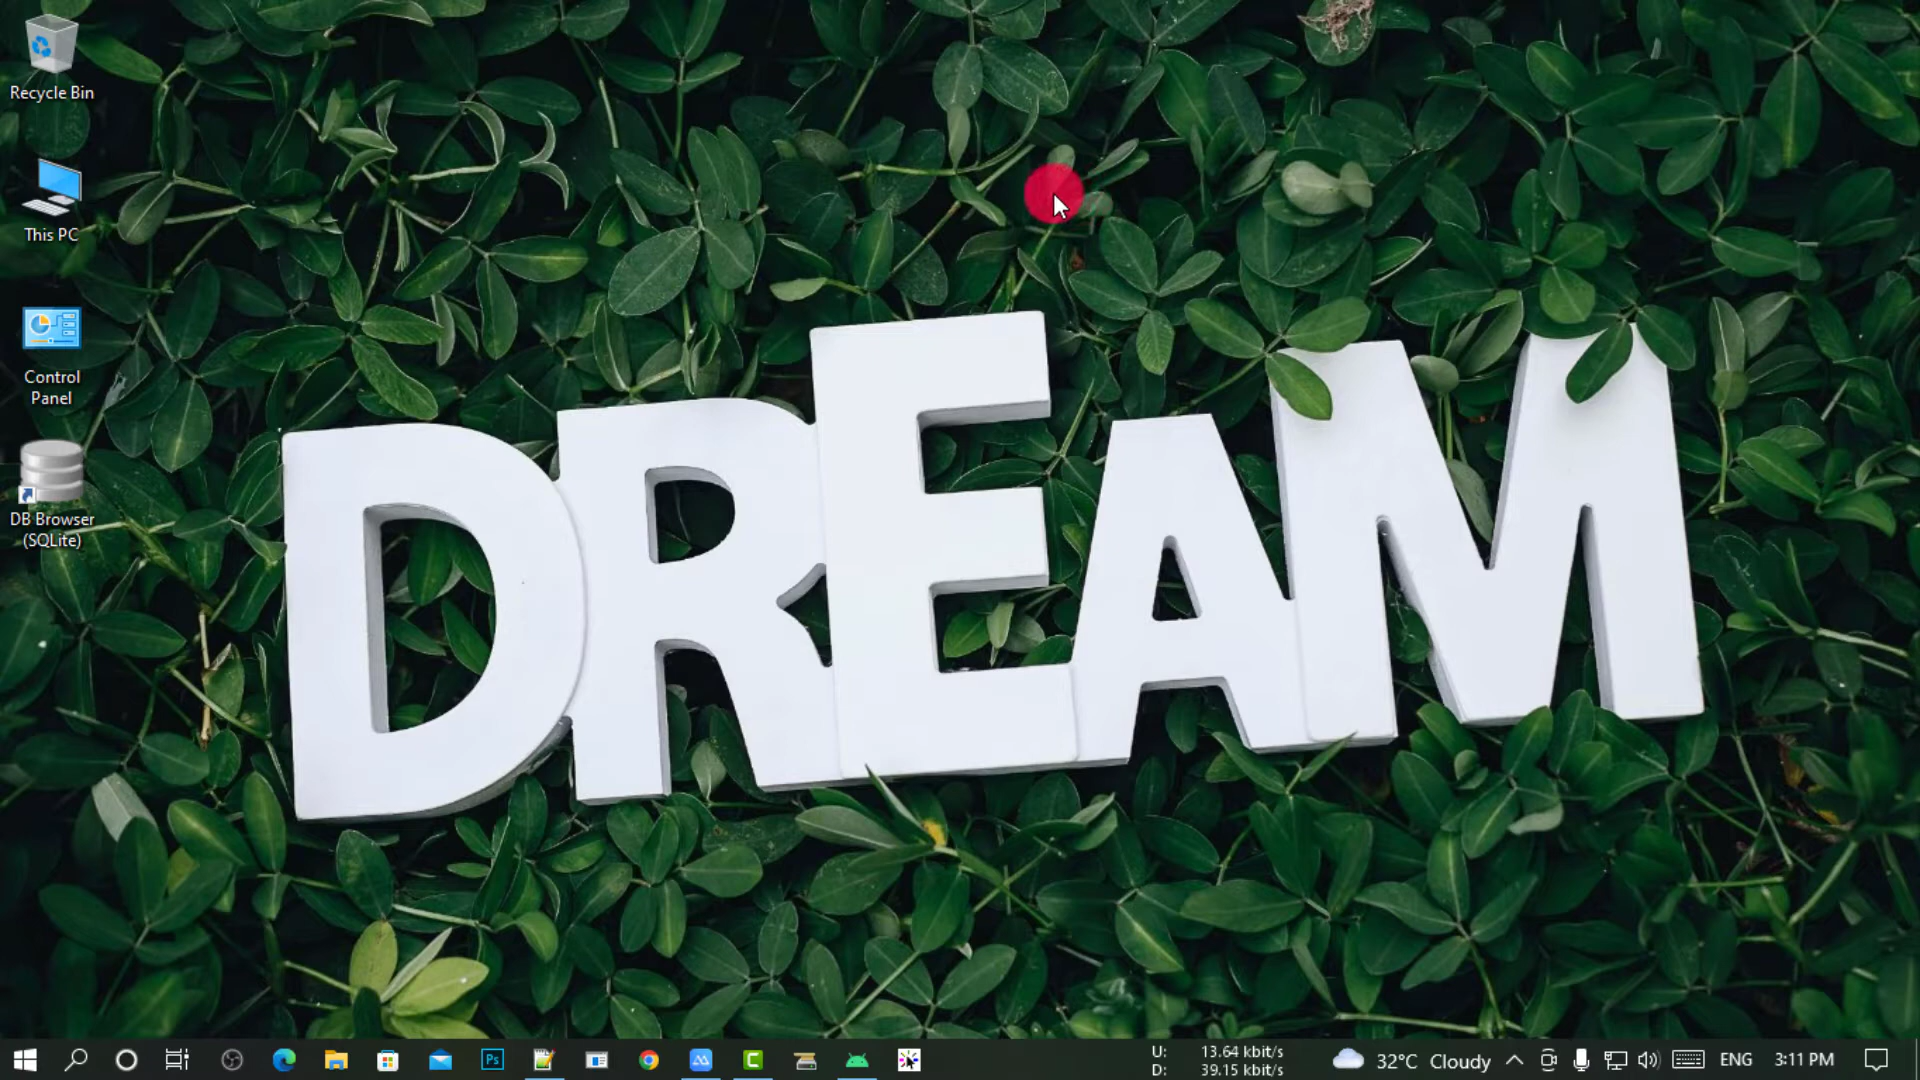 Recycle Bin
This PC
Control
Panel
DB Browser
(SQLite)
DREAM
Ps
U: 13.64 kbit/s
D: 39.15 kbit/s
32°C Cloudy
ENG
3:11 PM